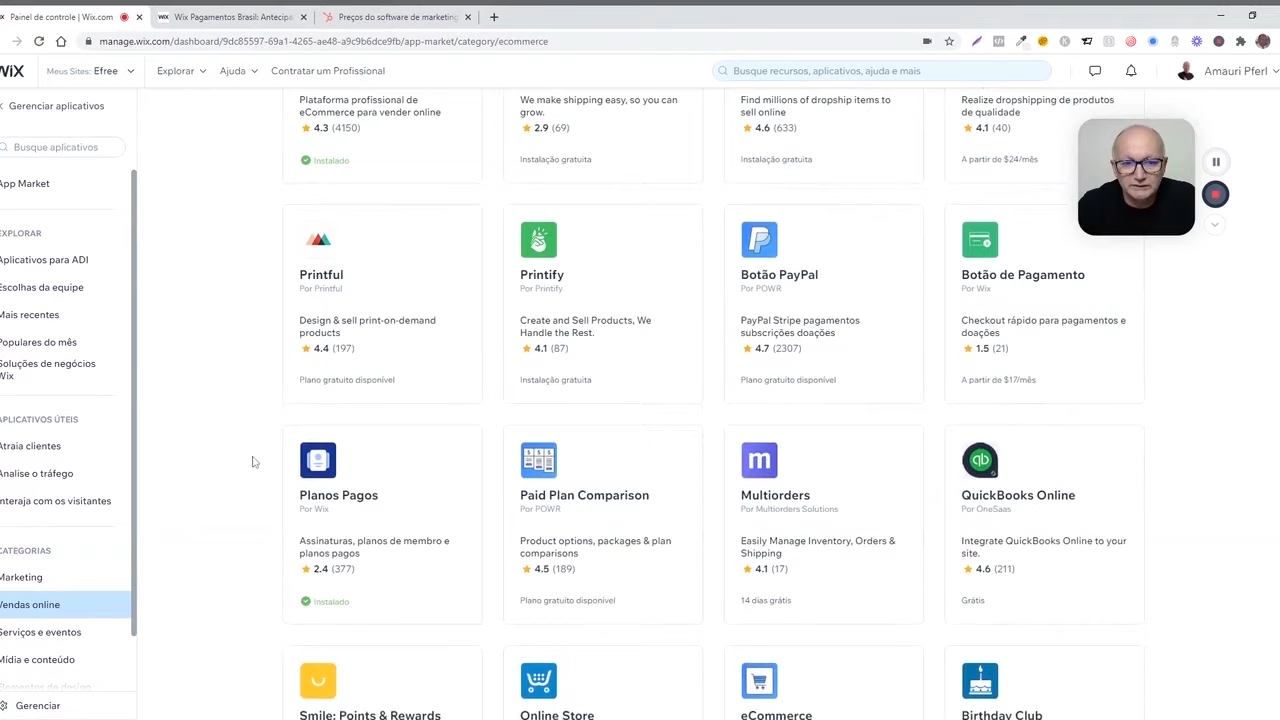 Painel de controle | Wix.com
Wix Pagamentos Brasil: Antecipa
Preços do software de marketing
manage.wix.com/dashboard/9dc85597-69a1-4265-ae48-a9c9b6dce9fb/app-market/category/ecommerce
WiX
Meus Sites: Efree
Explorar
Ajuda
Contratar um Profissional
Busque recursos, aplicativos, ajuda e mais
Amauri Pferl
Gerenciar aplicativos
Busque aplicativos
App Market
EXPLORAR
Aplicativos para ADI
Escolhas da equipe
Mais recentes
Populares do mês
Soluções de negócios
Wix
APLICATIVOS ÚTEIS
Atraia clientes
Analise o tráfego
Interaja com os visitantes
CATEGORIAS
Marketing
Vendas online
Serviços e eventos
Mídia e conteúdo
Elementos de design
Gerenciar
Plataforma profissional de
eCommerce para vender online
4.3 (4150)
Instalado
We make shipping easy, so you can
grow.
2.9 (69)
Instalação gratuita
Find millions of dropship items to
sell online
4.6 (633)
Instalação gratuita
Realize dropshipping de produtos
de qualidade
4.1 (40)
A partir de $24/mês
Printful
Por Printful
Design & sell print-on-demand
products
4.4 (197)
Plano gratuito disponível
Printify
Por Printify
Create and Sell Products, We
Handle the Rest.
4.1 (87)
Instalação gratuita
Botão PayPal
Por POWR
PayPal Stripe pagamentos
subscrições doações
4.7 (2307)
Plano gratuito disponível
Botão de Pagamento
Por Wix
Checkout rápido para pagamentos e
doações
1.5 (21)
A partir de $17/mês
Planos Pagos
Por Wix
Assinaturas, planos de membro e
planos pagos
2.4 (377)
Instalado
Paid Plan Comparison
Por POWR
Product options, packages & plan
comparisons
4.5 (189)
Plano gratuito disponível
m
Multiorders
Por Multiorders Solutions
Easily Manage Inventory, Orders &
Shipping
4.1 (17)
14 dias grátis
qb
QuickBooks Online
Por OneSaas
Integrate QuickBooks Online to your
site.
4.6 (211)
Grátis
Smile: Points & Rewards
Online Store
eCommerce
Birthday Club